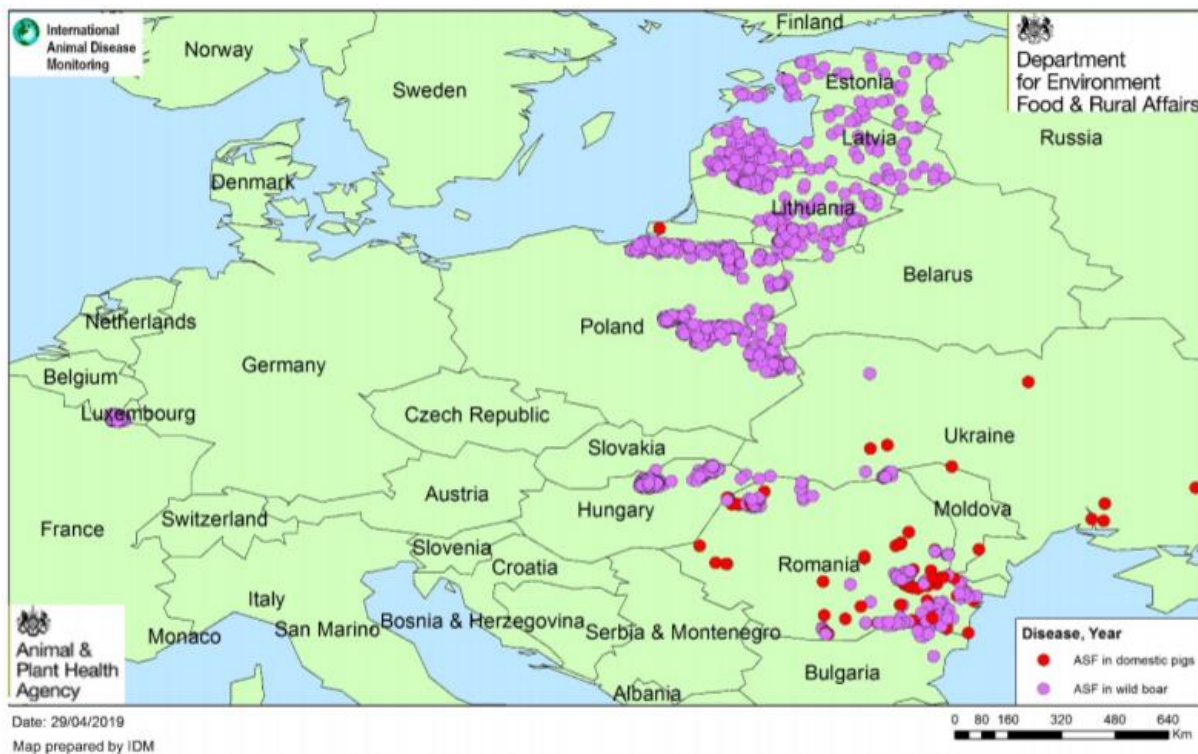 International
Animal Disease
Monitoring
Department
for Environment
Food & Rural Affairs
Finland
Norway
Sweden
Estonia
Russia
Latvia
Denmark
Lithuania
Belarus
Netherlands
Poland
Germany
Belgium
Luxembourg
Czech Republic
Ukraine
Slovakia
Austria
Hungary
Moldova
France
Switzerland
Slovenia
Croatia
Romania
Italy
San Marino
Bosnia & Herzegovina
Serbia & Montenegro
Monaco
Bulgaria
Albania
Animal &
Plant Health
Agency
Disease, Year
ASF in domestic pigs
ASF in wild boar
Date: 29/04/2019
Map prepared by IDM
0 80 160 320 480 640
Km